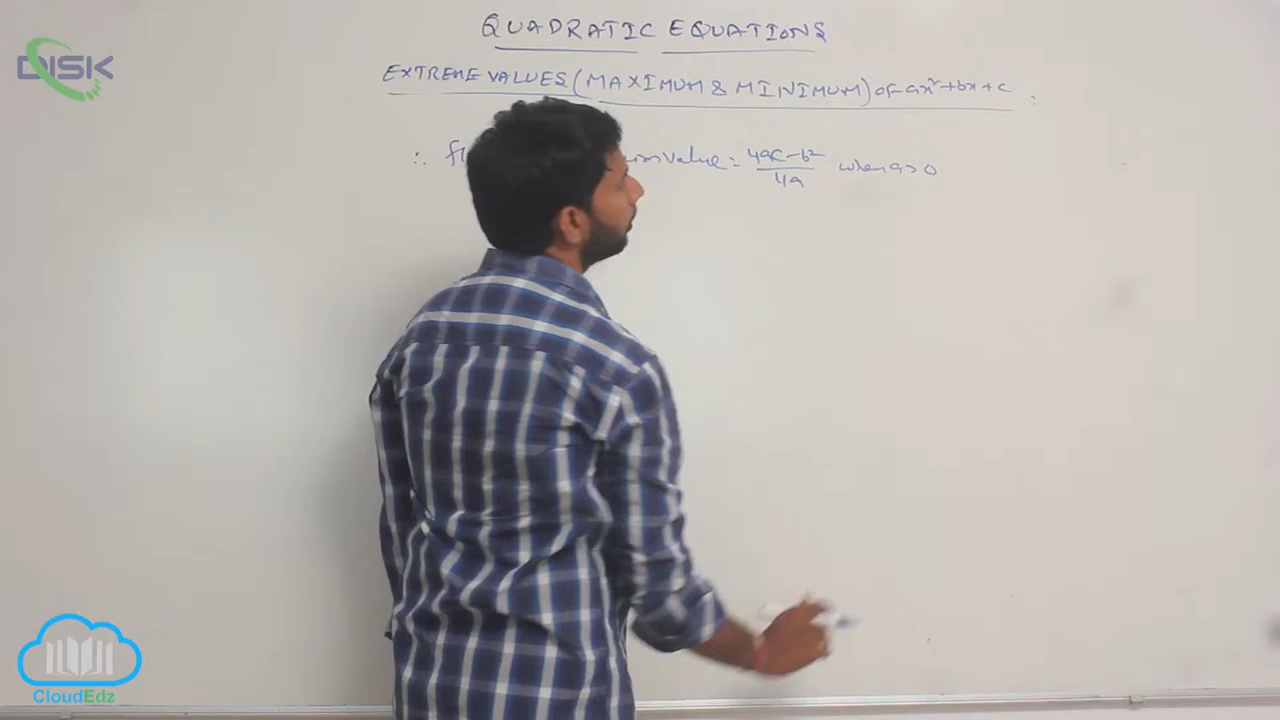 DISK
QUADRATIC EQUATIONS
EXTREME VALUES (MAXIMUM & MINIMUM) of ax²+bx+c
∴ value = 4ac-b²/4a when a>0
CloudEdz